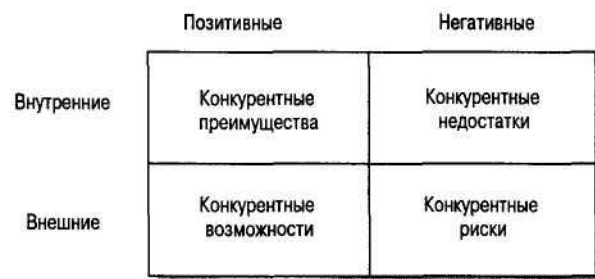 Позитивные Негативные
Внутренние
Конкурентные
преимущества
Конкурентные
недостатки
Внешние
Конкурентные
возможности
Конкурентные
риски